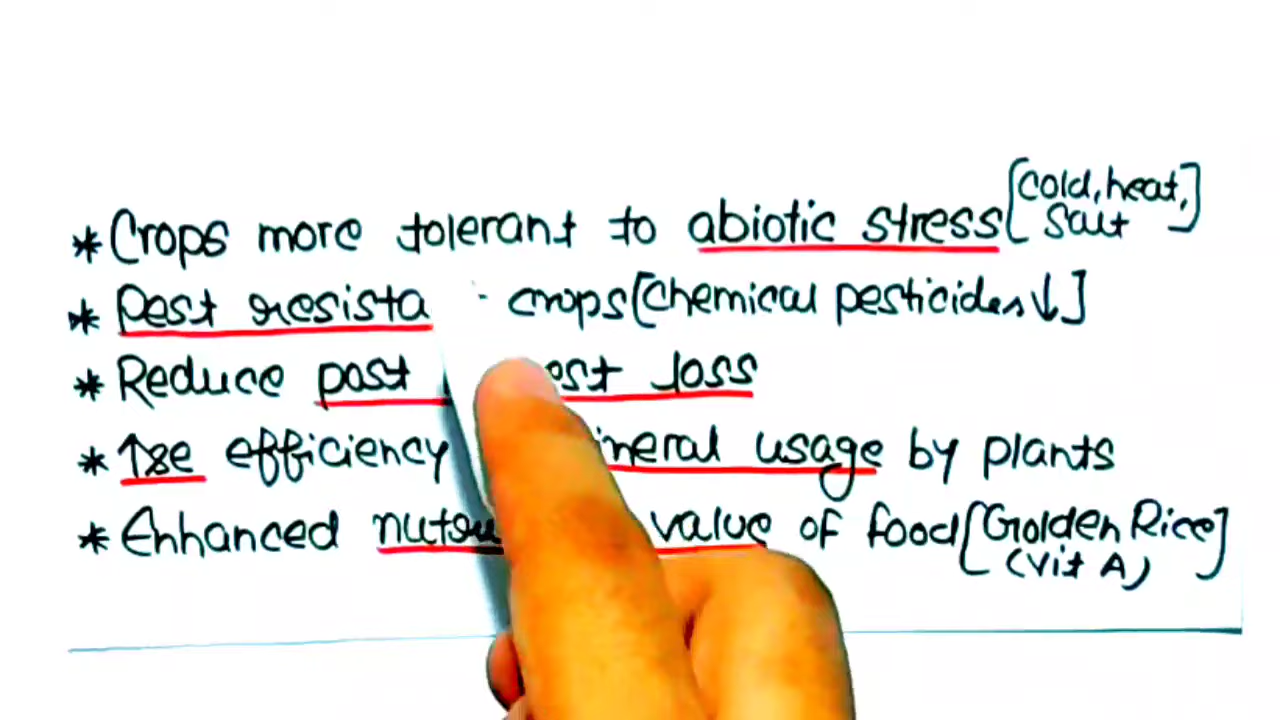 * Crops more tolerant to abiotic stress [cold, heat, salt]
* Pest resista crops [chemical pesticides ↓]
* Reduce post est loss
* ↑se efficiency ineral usage by plants
* Enhanced value of food [Golden Rice (Vit A)]